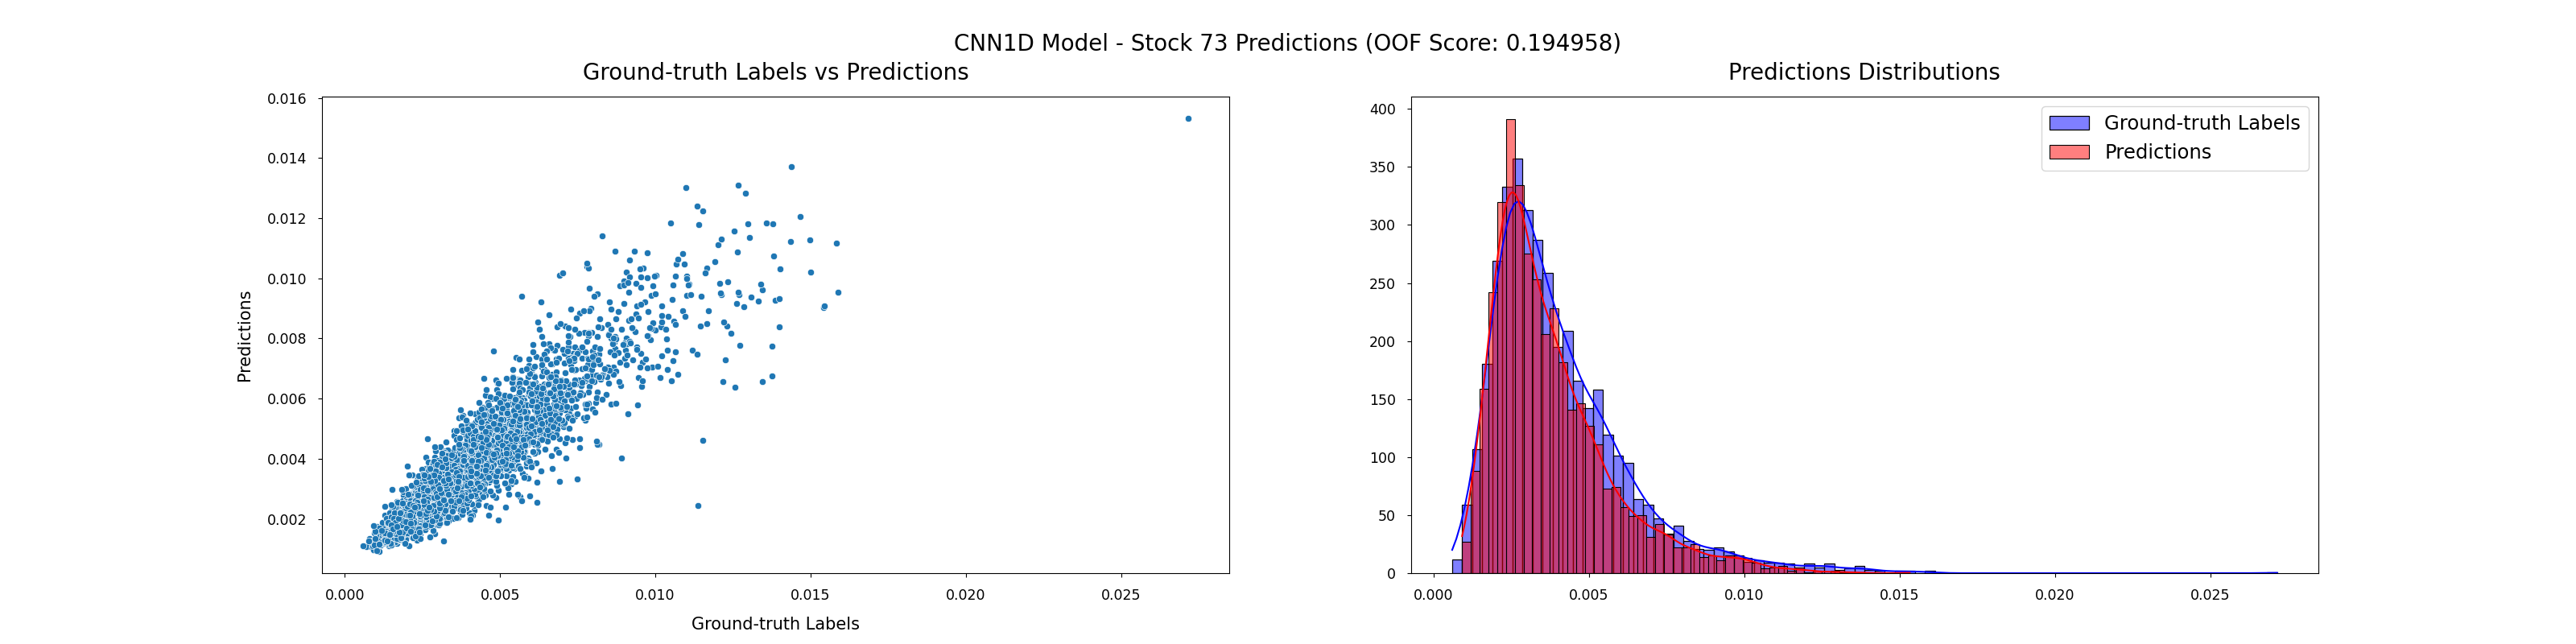 CNN1D Model - Stock 73 Predictions (OOF Score: 0.194958)
Ground-truth Labels vs Predictions
0.016
0.014
0.012
0.010
0.008
0.006
0.004
0.002
Predictions
0.000 0.005 0.010 0.015 0.020 0.025
Ground-truth Labels
Predictions Distributions
400
350
300
250
200
150
100
50
0
Ground-truth Labels
Predictions
0.000 0.005 0.010 0.015 0.020 0.025